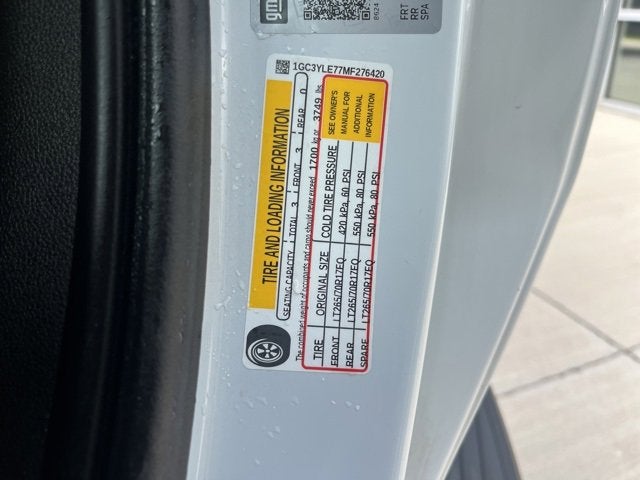 gm
8624
FRT
RR
SPA
1GC3YLE77MF276420
TIRE AND LOADING INFORMATION
SEATING CAPACITY TOTAL 3 FRONT 3 REAR 0
The combined weight of occupants and cargo should never exceed 1700 kg or 3749 lbs
TIRE ORIGINAL SIZE COLD TIRE PRESSURE
FRONT LT265/70R17EQ 420 kPa, 60 PSI
REAR LT265/70R17EQ 550 kPa, 80 PSI
SPARE LT265/70R17EQ 550 kPa, 80 PSI
SEE OWNER'S
MANUAL FOR
ADDITIONAL
INFORMATION